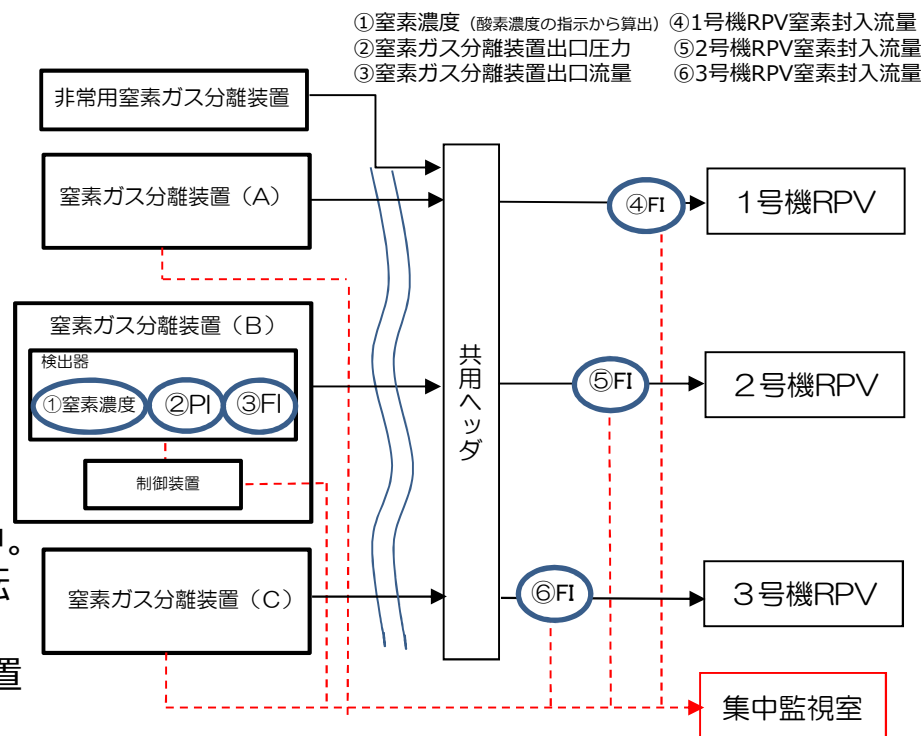 ①窒素濃度（酸素濃度の指示から算出）④1号機RPV窒素封入流量
②窒素ガス分離装置出口圧力 ⑤2号機RPV窒素封入流量
③窒素ガス分離装置出口流量 ⑥3号機RPV窒素封入流量
非常用窒素ガス分離装置
窒素ガス分離装置（A）
④FI
１号機RPV
窒素ガス分離装置（B）
検出器
①窒素濃度 ②PI ③FI
制御装置
共用ヘッダ
⑤FI
２号機RPV
。
窒素ガス分離装置（C）
⑥FI
３号機RPV
置
集中監視室